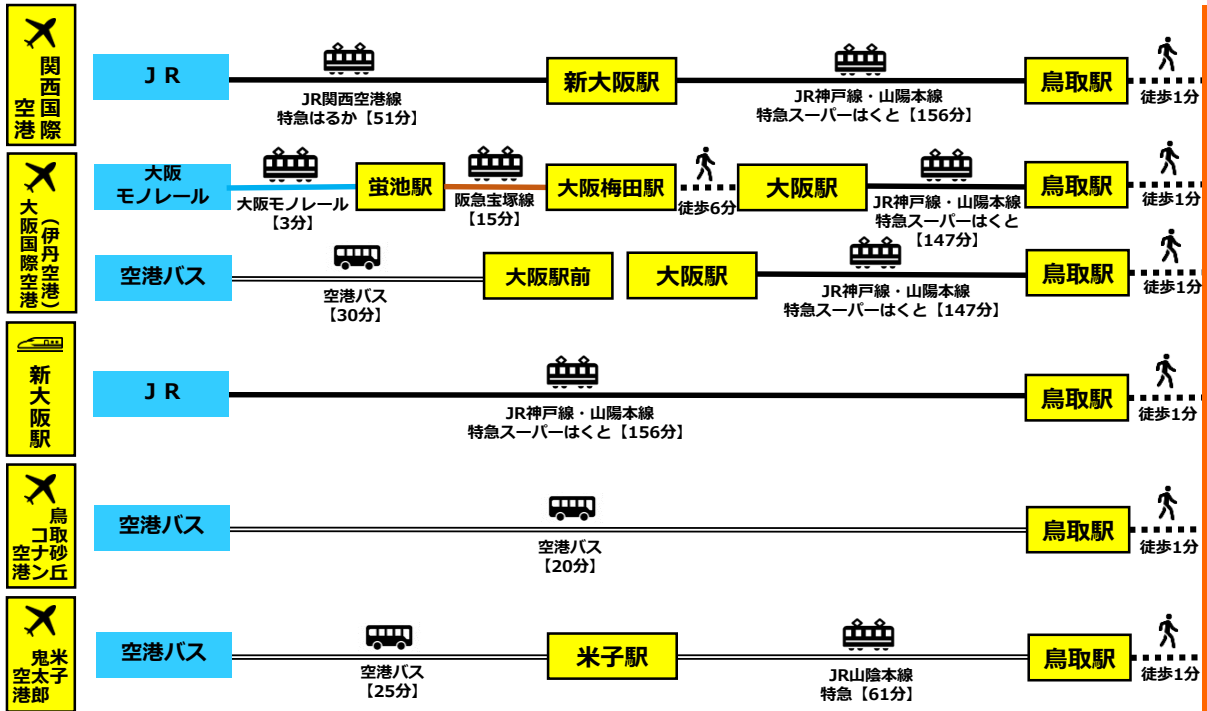 関西国際
空港
JR
JR関西空港線
特急はるか【51分】
新大阪駅
JR神戸線・山陽本線
特急スーパーはくと【156分】
鳥取駅
徒歩1分
大阪国際空港
(伊丹空港)
大阪
モノレール
大阪モノレール
【3分】
蛍池駅
阪急宝塚線
【15分】
大阪梅田駅
徒歩6分
大阪駅
JR神戸線・山陽本線
特急スーパーはくと
【147分】
鳥取駅
徒歩1分
空港バス
空港バス
【30分】
大阪駅前
大阪駅
JR神戸線・山陽本線
特急スーパーはくと【147分】
鳥取駅
徒歩1分
新大阪駅
JR
JR神戸線・山陽本線
特急スーパーはくと【156分】
鳥取駅
徒歩1分
鳥取砂丘
コナン
空港
空港バス
空港バス
【20分】
鳥取駅
徒歩1分
米子
鬼太郎
空港
空港バス
空港バス
【25分】
米子駅
JR山陰本線
特急【61分】
鳥取駅
徒歩1分